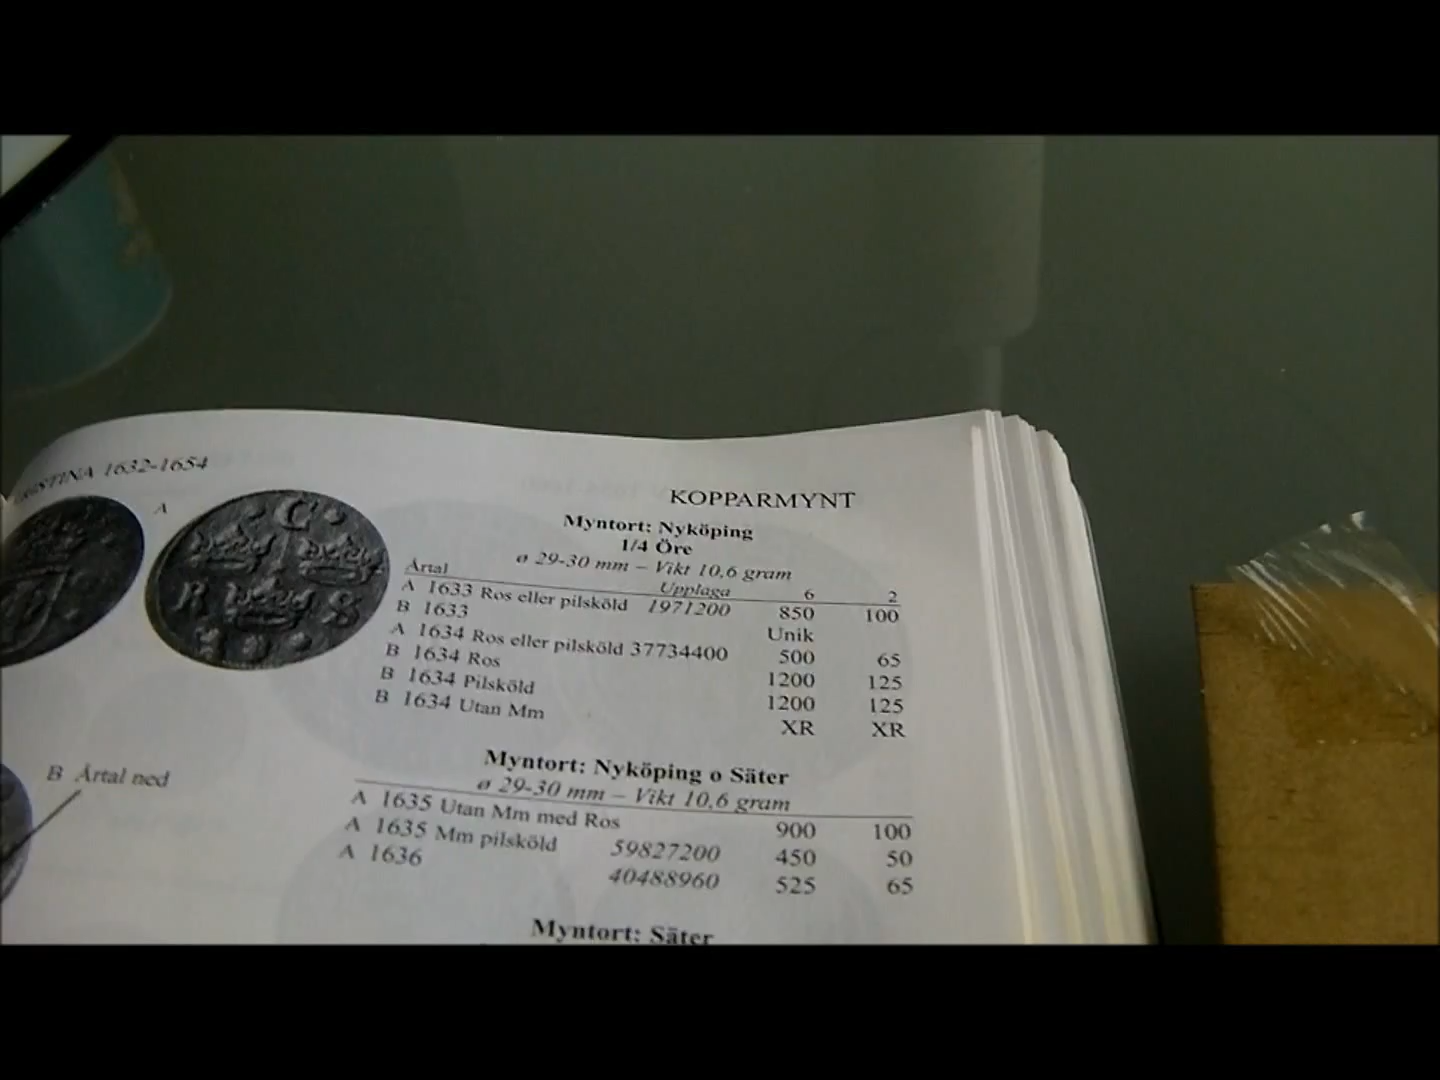 1632-1654
A
KOPPARMYNT
Myntort: Nyköping
1/4 Öre
ø 29-30 mm – Vikt 10,6 gram
Årtal Upplaga 6 2
A 1633 Ros eller pilsköld 1971200 850 100
B 1633 Unik
A 1634 Ros eller pilsköld 37734400 500 65
B 1634 Ros 1200 125
B 1634 Pilsköld 1200 125
B 1634 Utan Mm XR XR
B Årtal ned
Myntort: Nyköping o Säter
ø 29-30 mm – Vikt 10,6 gram
A 1635 Utan Mm med Ros 900 100
A 1635 Mm pilsköld 59827200 450 50
A 1636 40488960 525 65
Myntort: Säter
C
R S